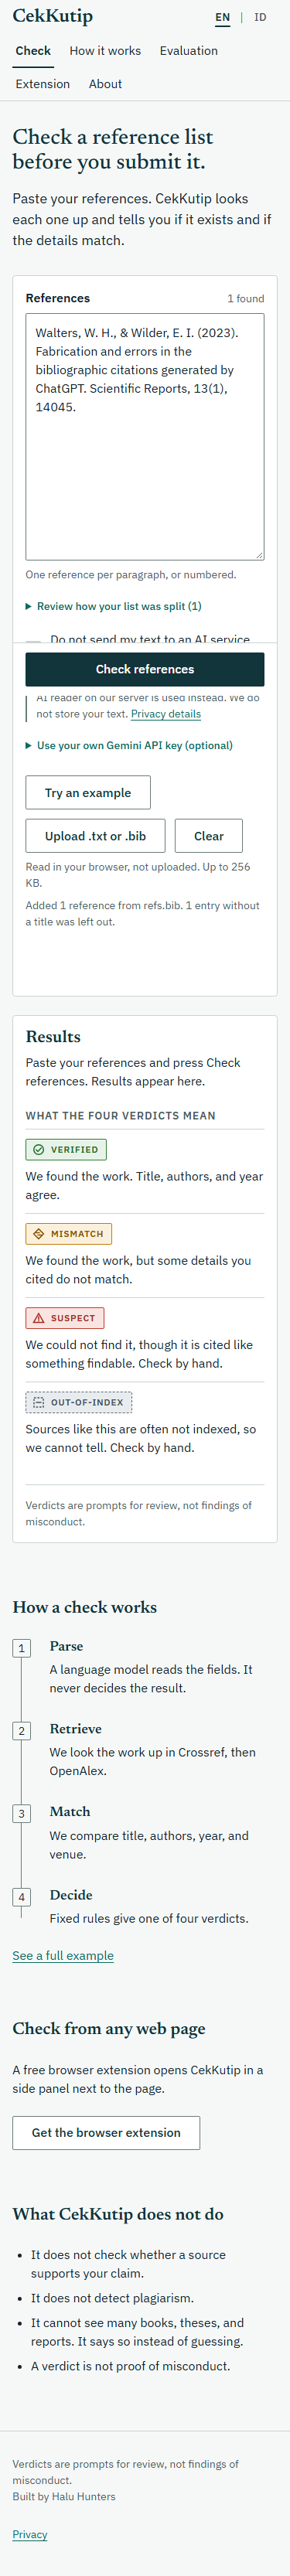 CekKutip
EN | ID
Check How it works Evaluation
Extension About
Check a reference list
before you submit it.
Paste your references. CekKutip looks
each one up and tells you if it exists and if
the details match.
References 1 found
Walters, W. H., & Wilder, E. I. (2023).
Fabrication and errors in the
bibliographic citations generated by
ChatGPT. Scientific Reports, 13(1),
14045.
One reference per paragraph, or numbered.
Review how your list was split (1)
Do not send my text to an AI service
Check references
AI reader on our server is used instead. We do
not store your text. Privacy details
Use your own Gemini API key (optional)
Try an example
Upload .txt or .bib Clear
Read in your browser, not uploaded. Up to 256
KB.
Added 1 reference from refs.bib. 1 entry without
a title was left out.
Results
Paste your references and press Check
references. Results appear here.
WHAT THE FOUR VERDICTS MEAN
VERIFIED
We found the work. Title, authors, and year
agree.
MISMATCH
We found the work, but some details you
cited do not match.
SUSPECT
We could not find it, though it is cited like
something findable. Check by hand.
OUT-OF-INDEX
Sources like this are often not indexed, so
we cannot tell. Check by hand.
Verdicts are prompts for review, not findings of
misconduct.
How a check works
1 Parse
A language model reads the fields. It
never decides the result.
2 Retrieve
We look the work up in Crossref, then
OpenAlex.
3 Match
We compare title, authors, year, and
venue.
4 Decide
Fixed rules give one of four verdicts.
See a full example
Check from any web page
A free browser extension opens CekKutip in a
side panel next to the page.
Get the browser extension
What CekKutip does not do
• It does not check whether a source
supports your claim.
• It does not detect plagiarism.
• It cannot see many books, theses, and
reports. It says so instead of guessing.
• A verdict is not proof of misconduct.
Verdicts are prompts for review, not findings of
misconduct.
Built by Halu Hunters
Privacy